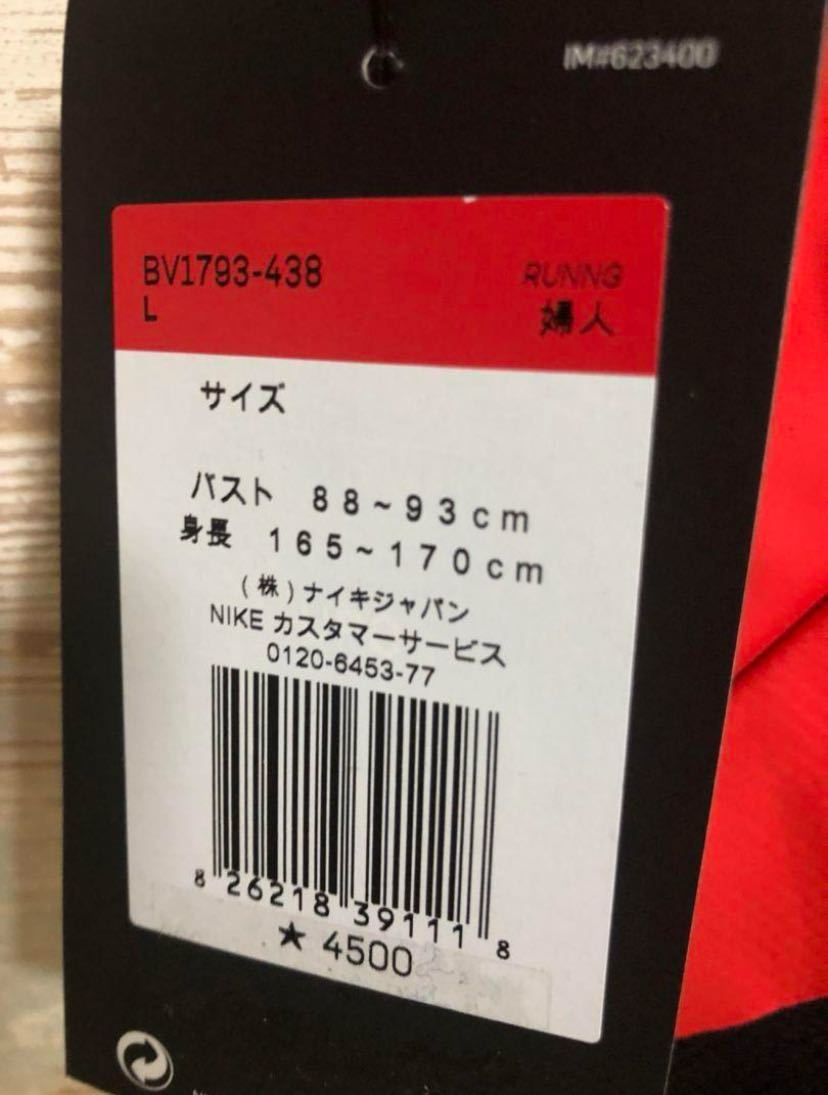 IM#623400
BV1793-438
L
RUNNG
婦人
サイズ
バスト 88~93cm
身長 165~170cm
(株)ナイキジャパン
NIKE カスタマーサービス
0120-6453-77
8 26218 39111 8
★ 4500